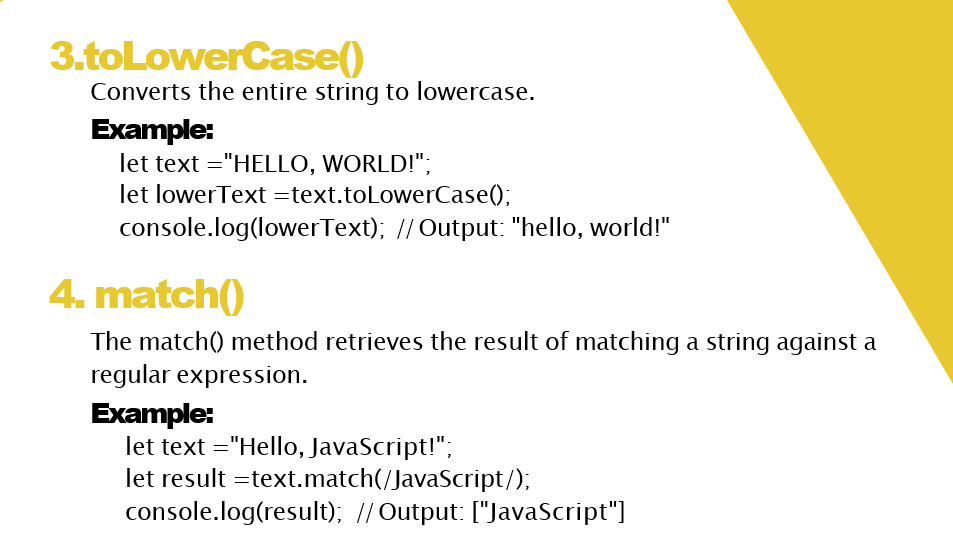 3.toLowerCase()
Converts the entire string to lowercase.
Example:
let text ="HELLO, WORLD!";
let lowerText =text.toLowerCase();
console.log(lowerText);  // Output: "hello, world!"
4. match()
The match() method retrieves the result of matching a string against a
regular expression.
Example:
let text ="Hello, JavaScript!";
let result =text.match(/JavaScript/);
console.log(result);  // Output: ["JavaScript"]